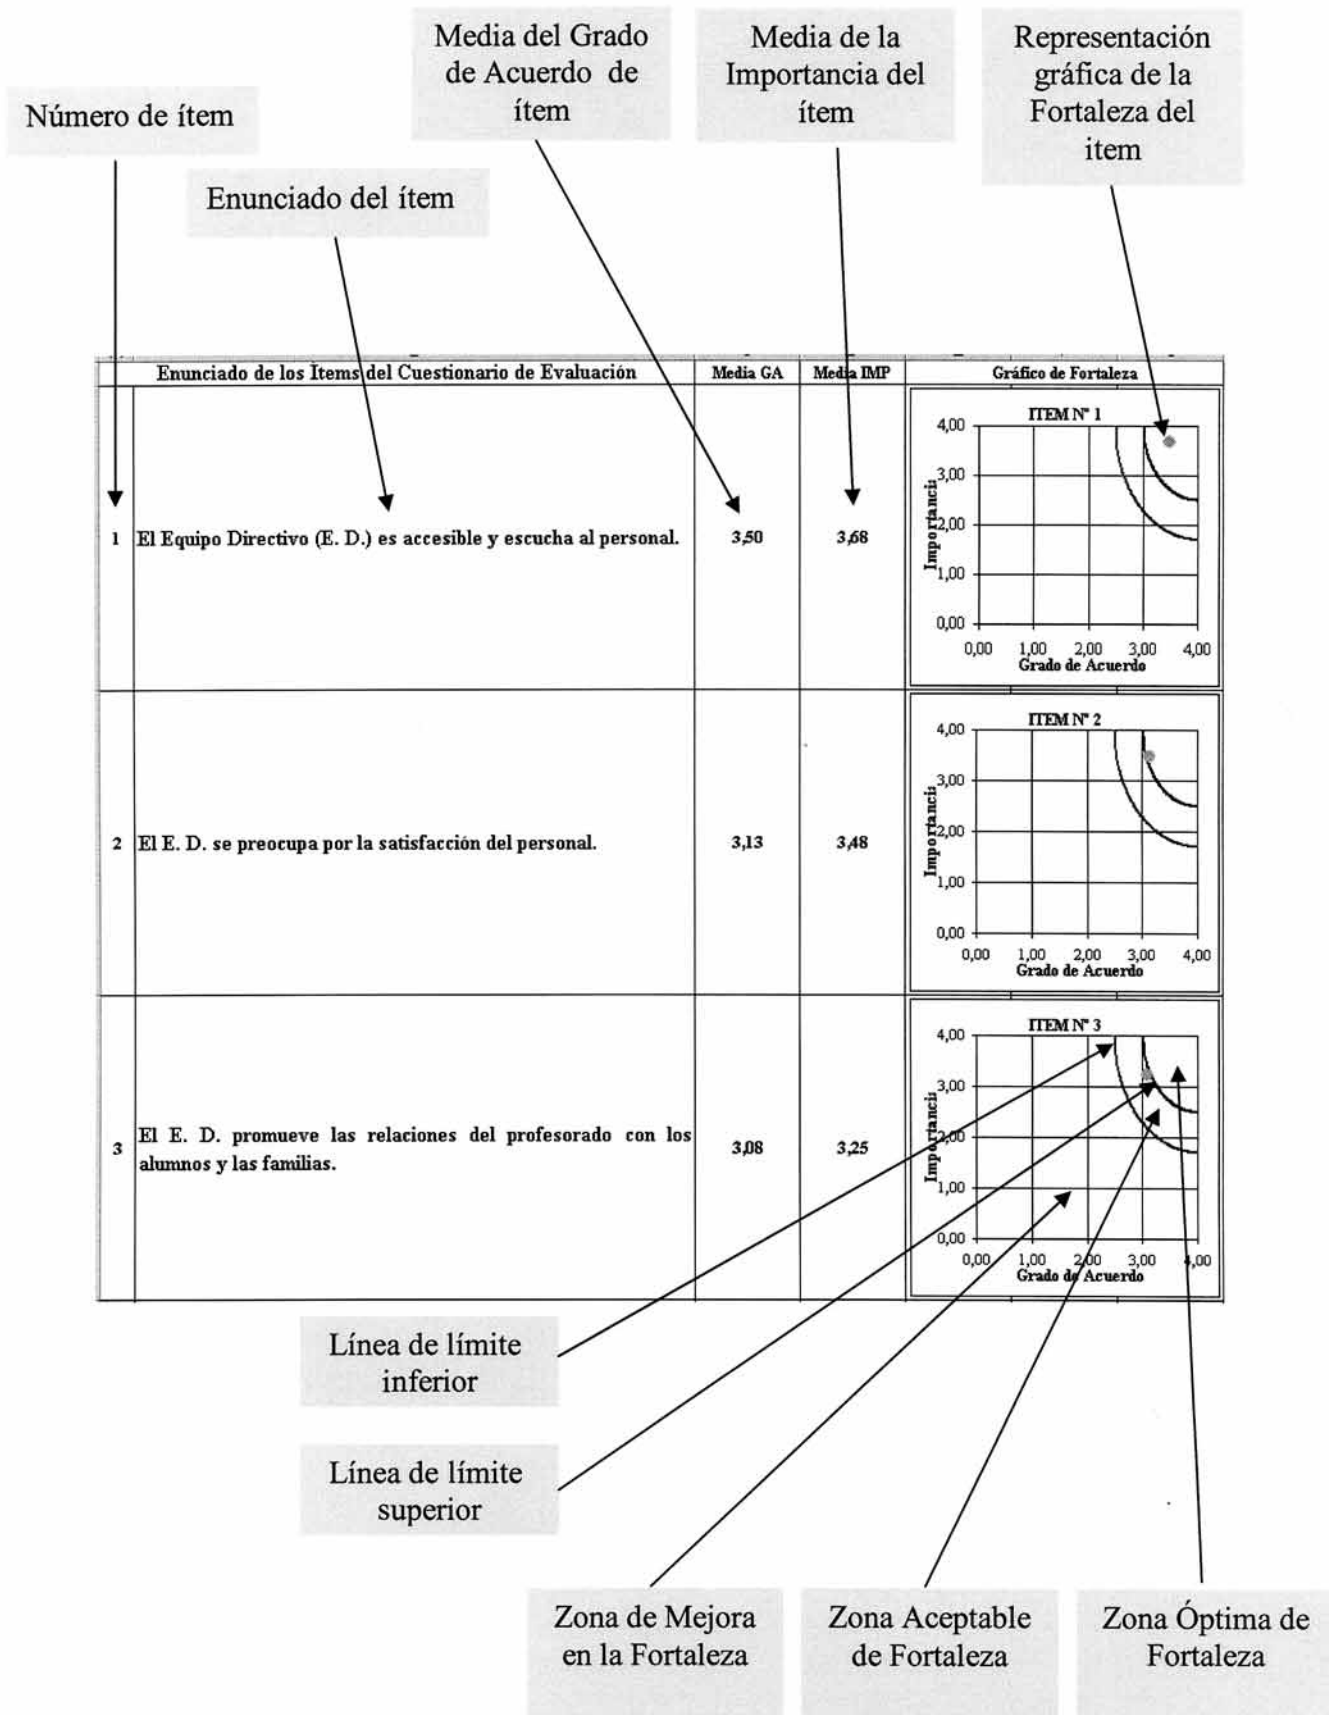 Media del Grado
de Acuerdo de
ítem
Media de la
Importancia del
ítem
Representación
gráfica de la
Fortaleza del
item
Número de ítem
Enunciado del ítem
Enunciado de los Ítems del Cuestionario de Evaluación
Media GA
Media IMP
Gráfico de Fortaleza
1
El Equipo Directivo (E. D.) es accesible y escucha al personal.
3,50
3,68
ITEM Nº 1
4,00
3,00
2,00
1,00
0,00
Importancis
0,00 1,00 2,00 3,00 4,00
Grado de Acuerdo
2
El E. D. se preocupa por la satisfacción del personal.
3,13
3,48
ITEM Nº 2
4,00
3,00
2,00
1,00
0,00
Importancis
0,00 1,00 2,00 3,00 4,00
Grado de Acuerdo
3
El E. D. promueve las relaciones del profesorado con los
alumnos y las familias.
3,08
3,25
ITEM Nº 3
4,00
3,00
2,00
1,00
0,00
Importancis
0,00 1,00 2,00 3,00 4,00
Grado de Acuerdo
Línea de límite
inferior
Línea de límite
superior
Zona de Mejora
en la Fortaleza
Zona Aceptable
de Fortaleza
Zona Óptima de
Fortaleza